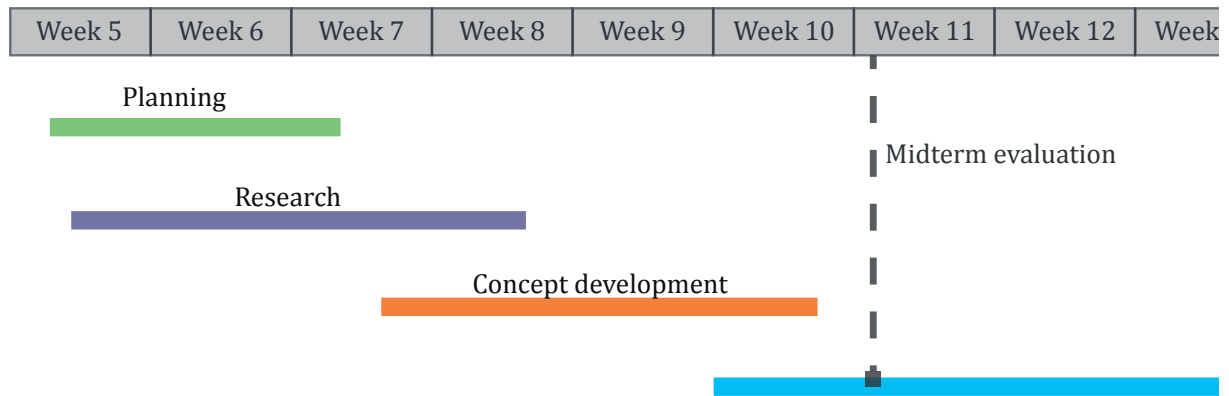 Week 5 Week 6 Week 7 Week 8 Week 9 Week 10 Week 11 Week 12 Week
Planning
Midterm evaluation
Research
Concept development